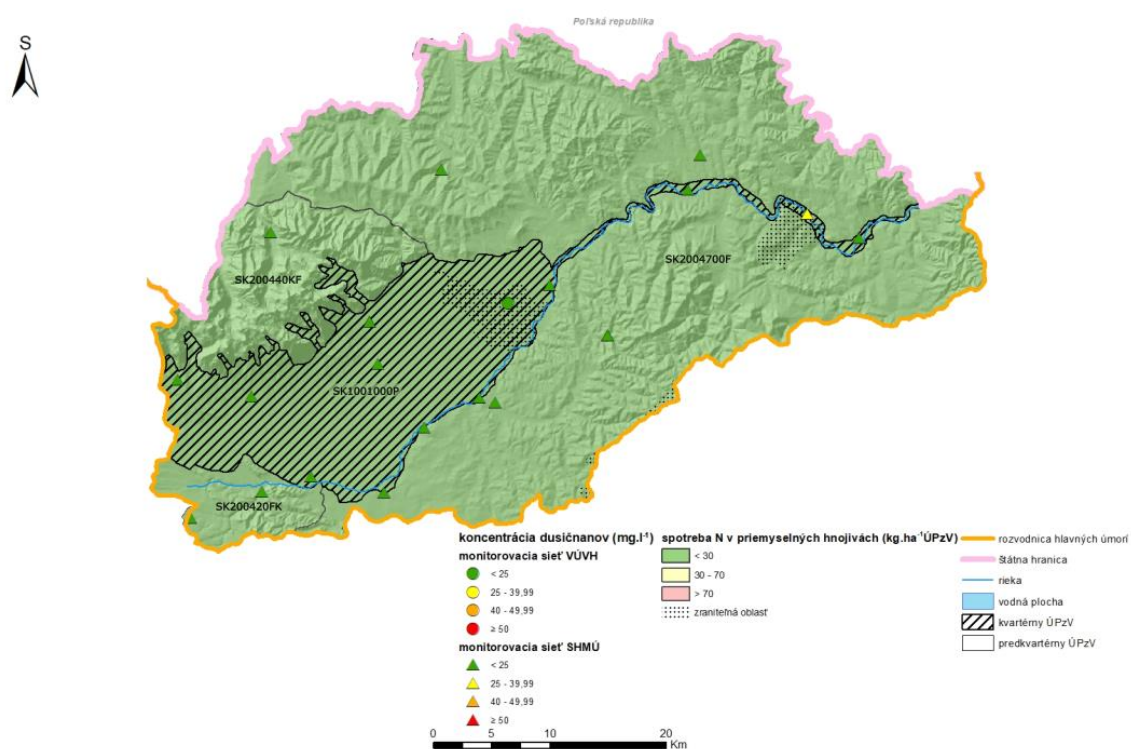 Poľská republika
S
SK200440KF
SK2004700F
SK1001000P
SK200420FK
koncentrácia dusičnanov (mg.l⁻¹)
monitorovacia sieť VÚVH
< 25
25 - 39,99
40 - 49,99
≥ 50
monitorovacia sieť SHMÚ
< 25
25 - 39,99
40 - 49,99
≥ 50
spotreba N v priemyselných hnojivách (kg.ha⁻¹ÚPzV)
< 30
30 - 70
> 70
zraniteľná oblasť
rozvodnica hlavných úmorí
štátna hranica
rieka
vodná plocha
kvartérny ÚPzV
predkvartérny ÚPzV
0 5 10 20
Km